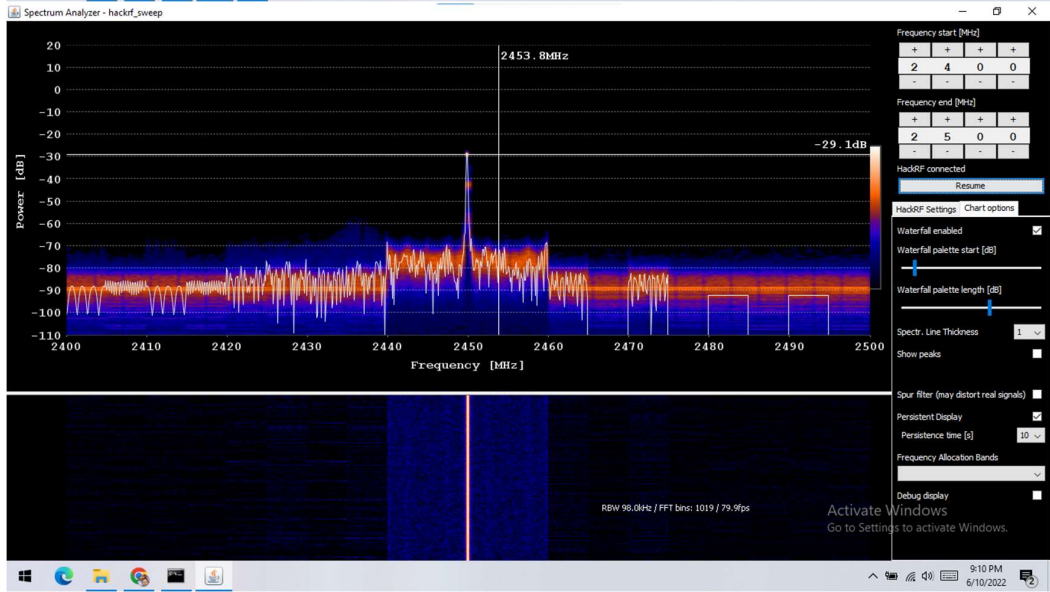 Spectrum Analyzer - hackrf_sweep
Frequency start [MHz]
+ + + +
2 4 0 0
- - - -
Frequency end [MHz]
+ + + +
2 5 0 0
- - - -
HackRF connected
Resume
HackRF Settings Chart options
Waterfall enabled
Waterfall palette start [dB]
Waterfall palette length [dB]
Spectr. Line Thickness 1
Show peaks
Spur filter (may distort real signals)
Persistent Display
Persistence time [s] 10
Frequency Allocation Bands
Debug display
2453.8MHz
-29.1dB
Power [dB]
20
10
0
-10
-20
-30
-40
-50
-60
-70
-80
-90
-100
-110
2400 2410 2420 2430 2440 2450 2460 2470 2480 2490 2500
Frequency [MHz]
RBW 98.0kHz / FFT bins: 1019 / 79.9fps
Activate Windows
Go to Settings to activate Windows.
9:10 PM
6/10/2022
2